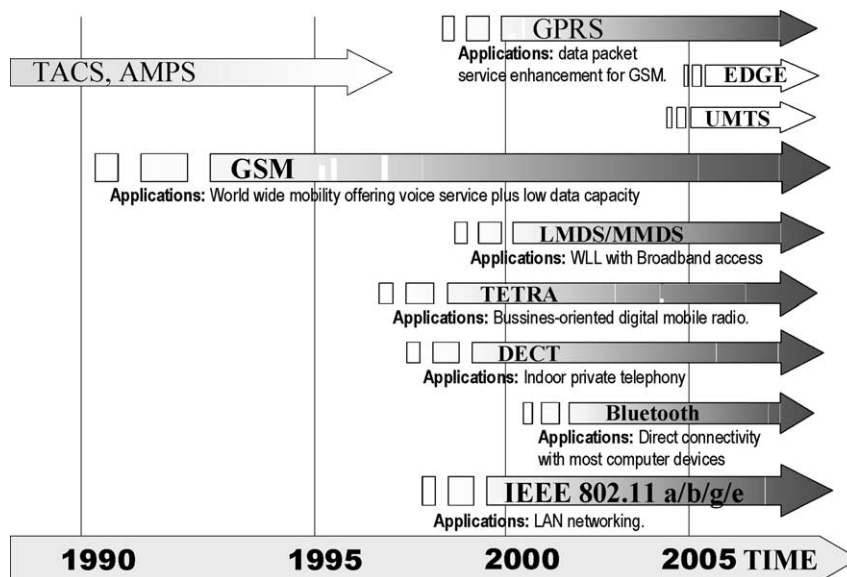 GPRS
Applications: data packet
service enhancement for GSM.
TACS, AMPS
EDGE
UMTS
GSM
Applications: World wide mobility offering voice service plus low data capacity
LMDS/MMDS
Applications: WLL with Broadband access
TETRA
Applications: Bussines-oriented digital mobile radio.
DECT
Applications: Indoor private telephony
Bluetooth
Applications: Direct connectivity
with most computer devices
IEEE 802.11 a/b/g/e
Applications: LAN networking.
1990 1995 2000 2005 TIME